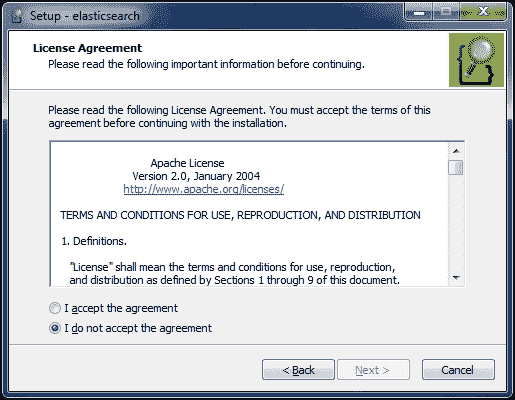 Setup - elasticsearch
License Agreement
Please read the following important information before continuing.
Please read the following License Agreement. You must accept the terms of this
agreement before continuing with the installation.
Apache License
Version 2.0, January 2004
http://www.apache.org/licenses/
TERMS AND CONDITIONS FOR USE, REPRODUCTION, AND DISTRIBUTION
1. Definitions.
"License" shall mean the terms and conditions for use, reproduction,
and distribution as defined by Sections 1 through 9 of this document.
I accept the agreement
I do not accept the agreement
< Back Next > Cancel